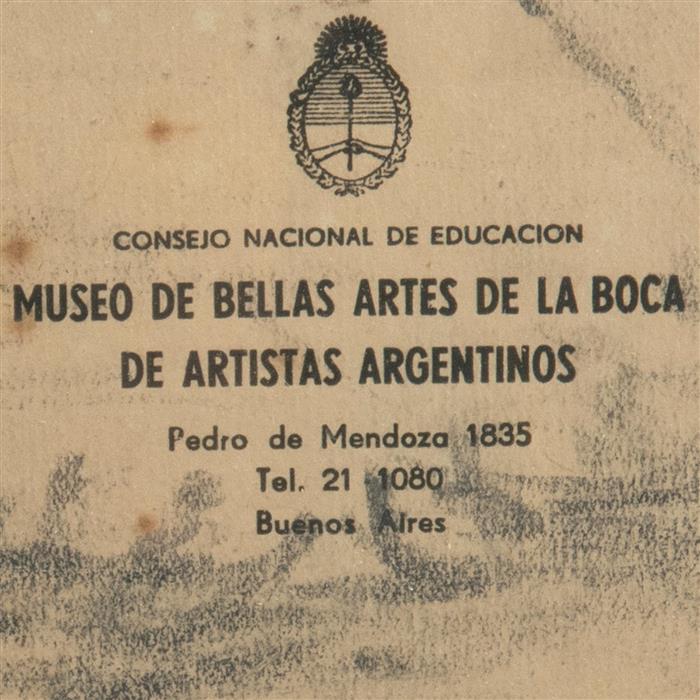 CONSEJO NACIONAL DE EDUCACION
MUSEO DE BELLAS ARTES DE LA BOCA
DE ARTISTAS ARGENTINOS
Pedro de Mendoza 1835
Tel. 21 1080
Buenos Aires